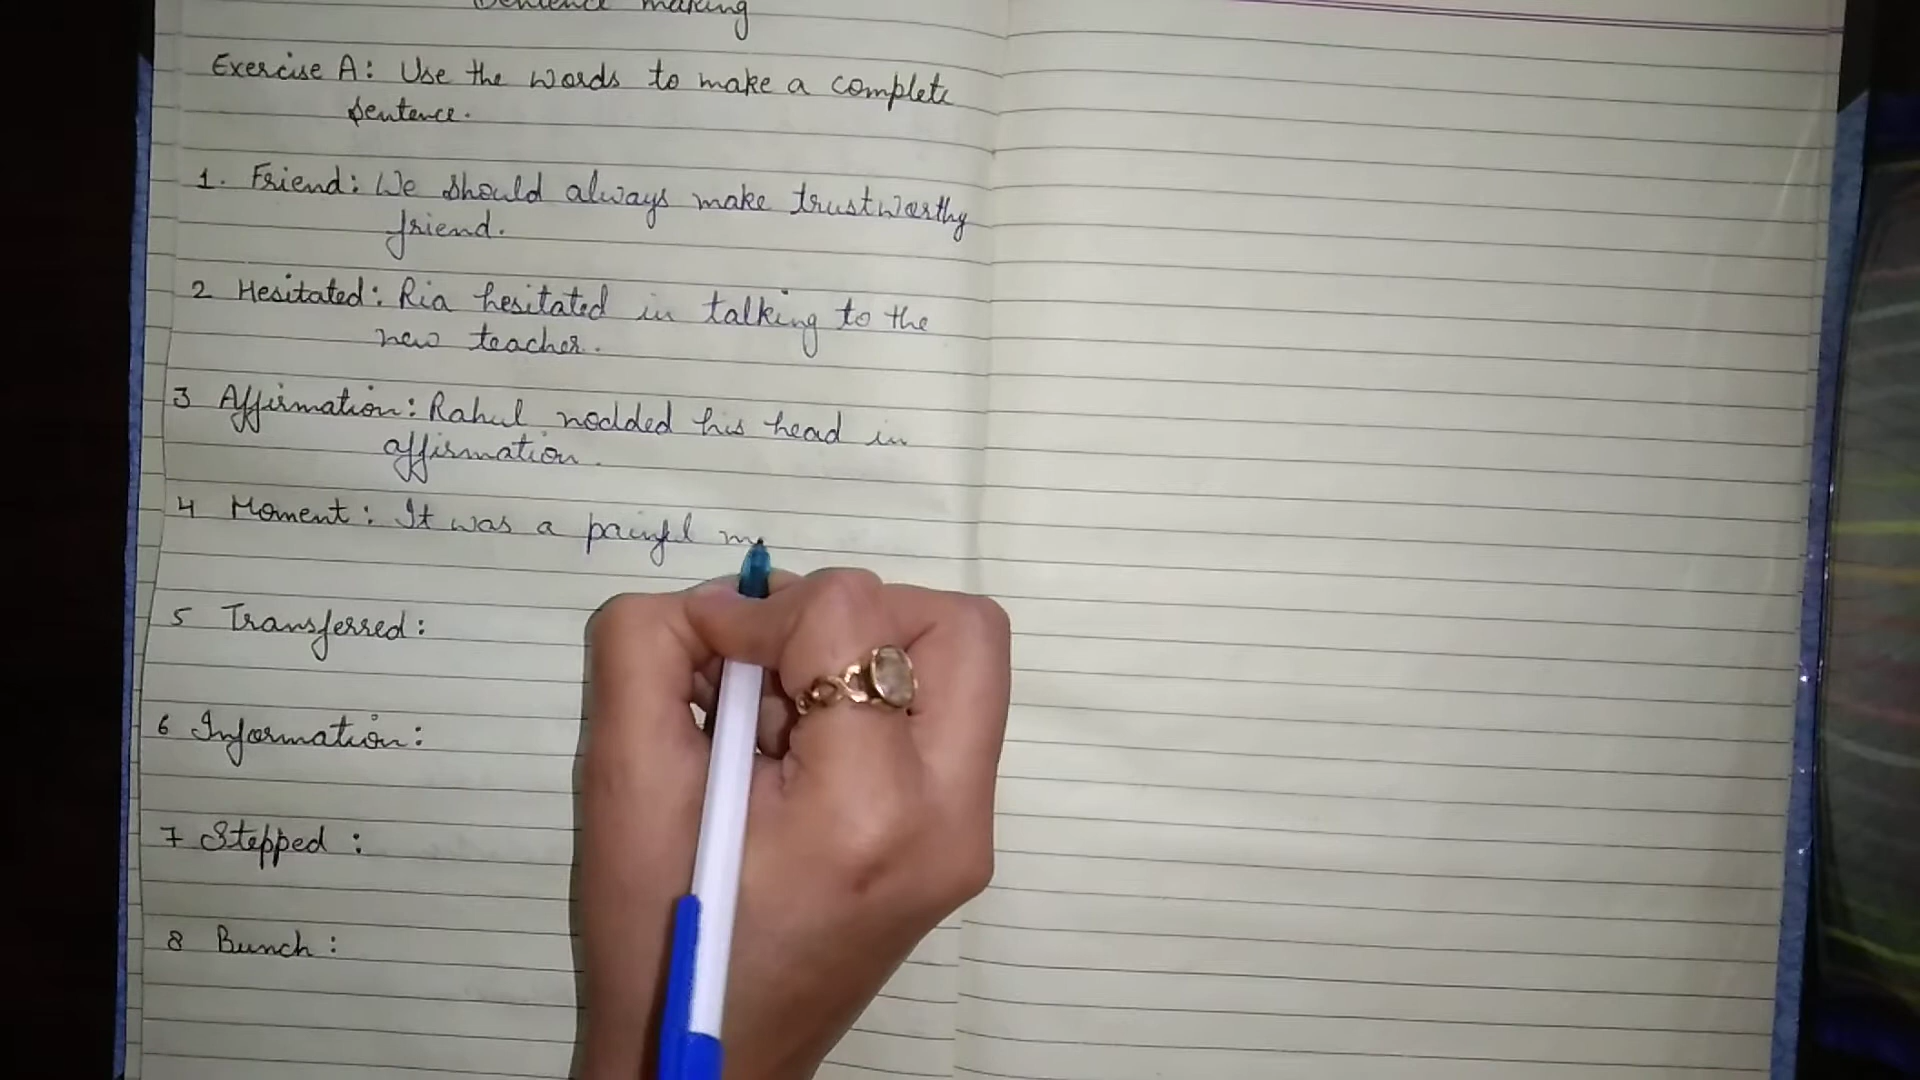 Sentence making
Exercise A: Use the words to make a complete
sentence.
1. Friend: We should always make trustworthy
friend.
2 Hesitated: Ria hesitated in talking to the
new teacher.
3 Affirmation: Rahul nodded his head in
affirmation.
4 Moment: It was a painful m
5 Transferred:
6 Information:
7 Stepped :
8 Bunch :